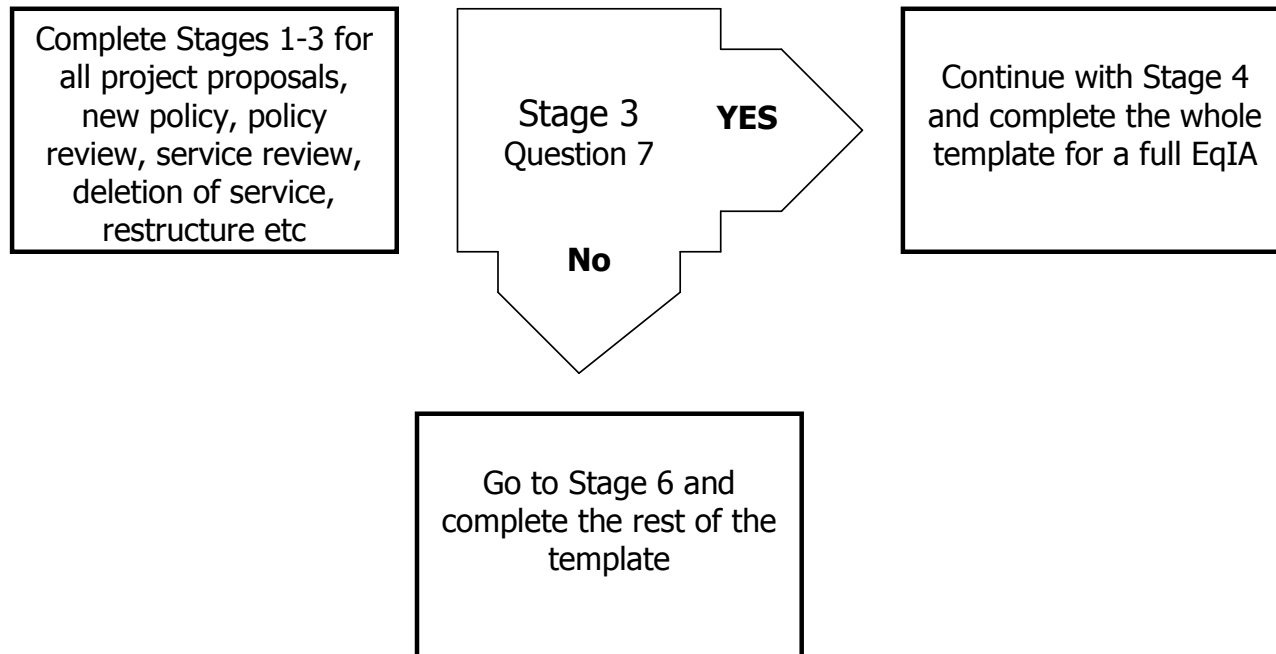 Complete Stages 1-3 for
all project proposals,
new policy, policy
review, service review,
deletion of service,
restructure etc
Stage 3
Question 7
YES
No
Continue with Stage 4
and complete the whole
template for a full EqIA
Go to Stage 6 and
complete the rest of the
template